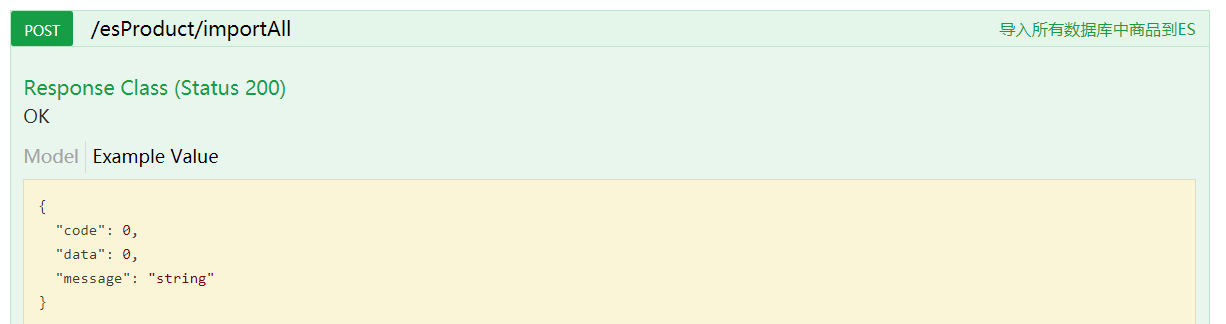 POST /esProduct/importAll 导入所有数据库中商品到ES
Response Class (Status 200)
OK
Model Example Value
{
"code": 0,
"data": 0,
"message": "string"
}